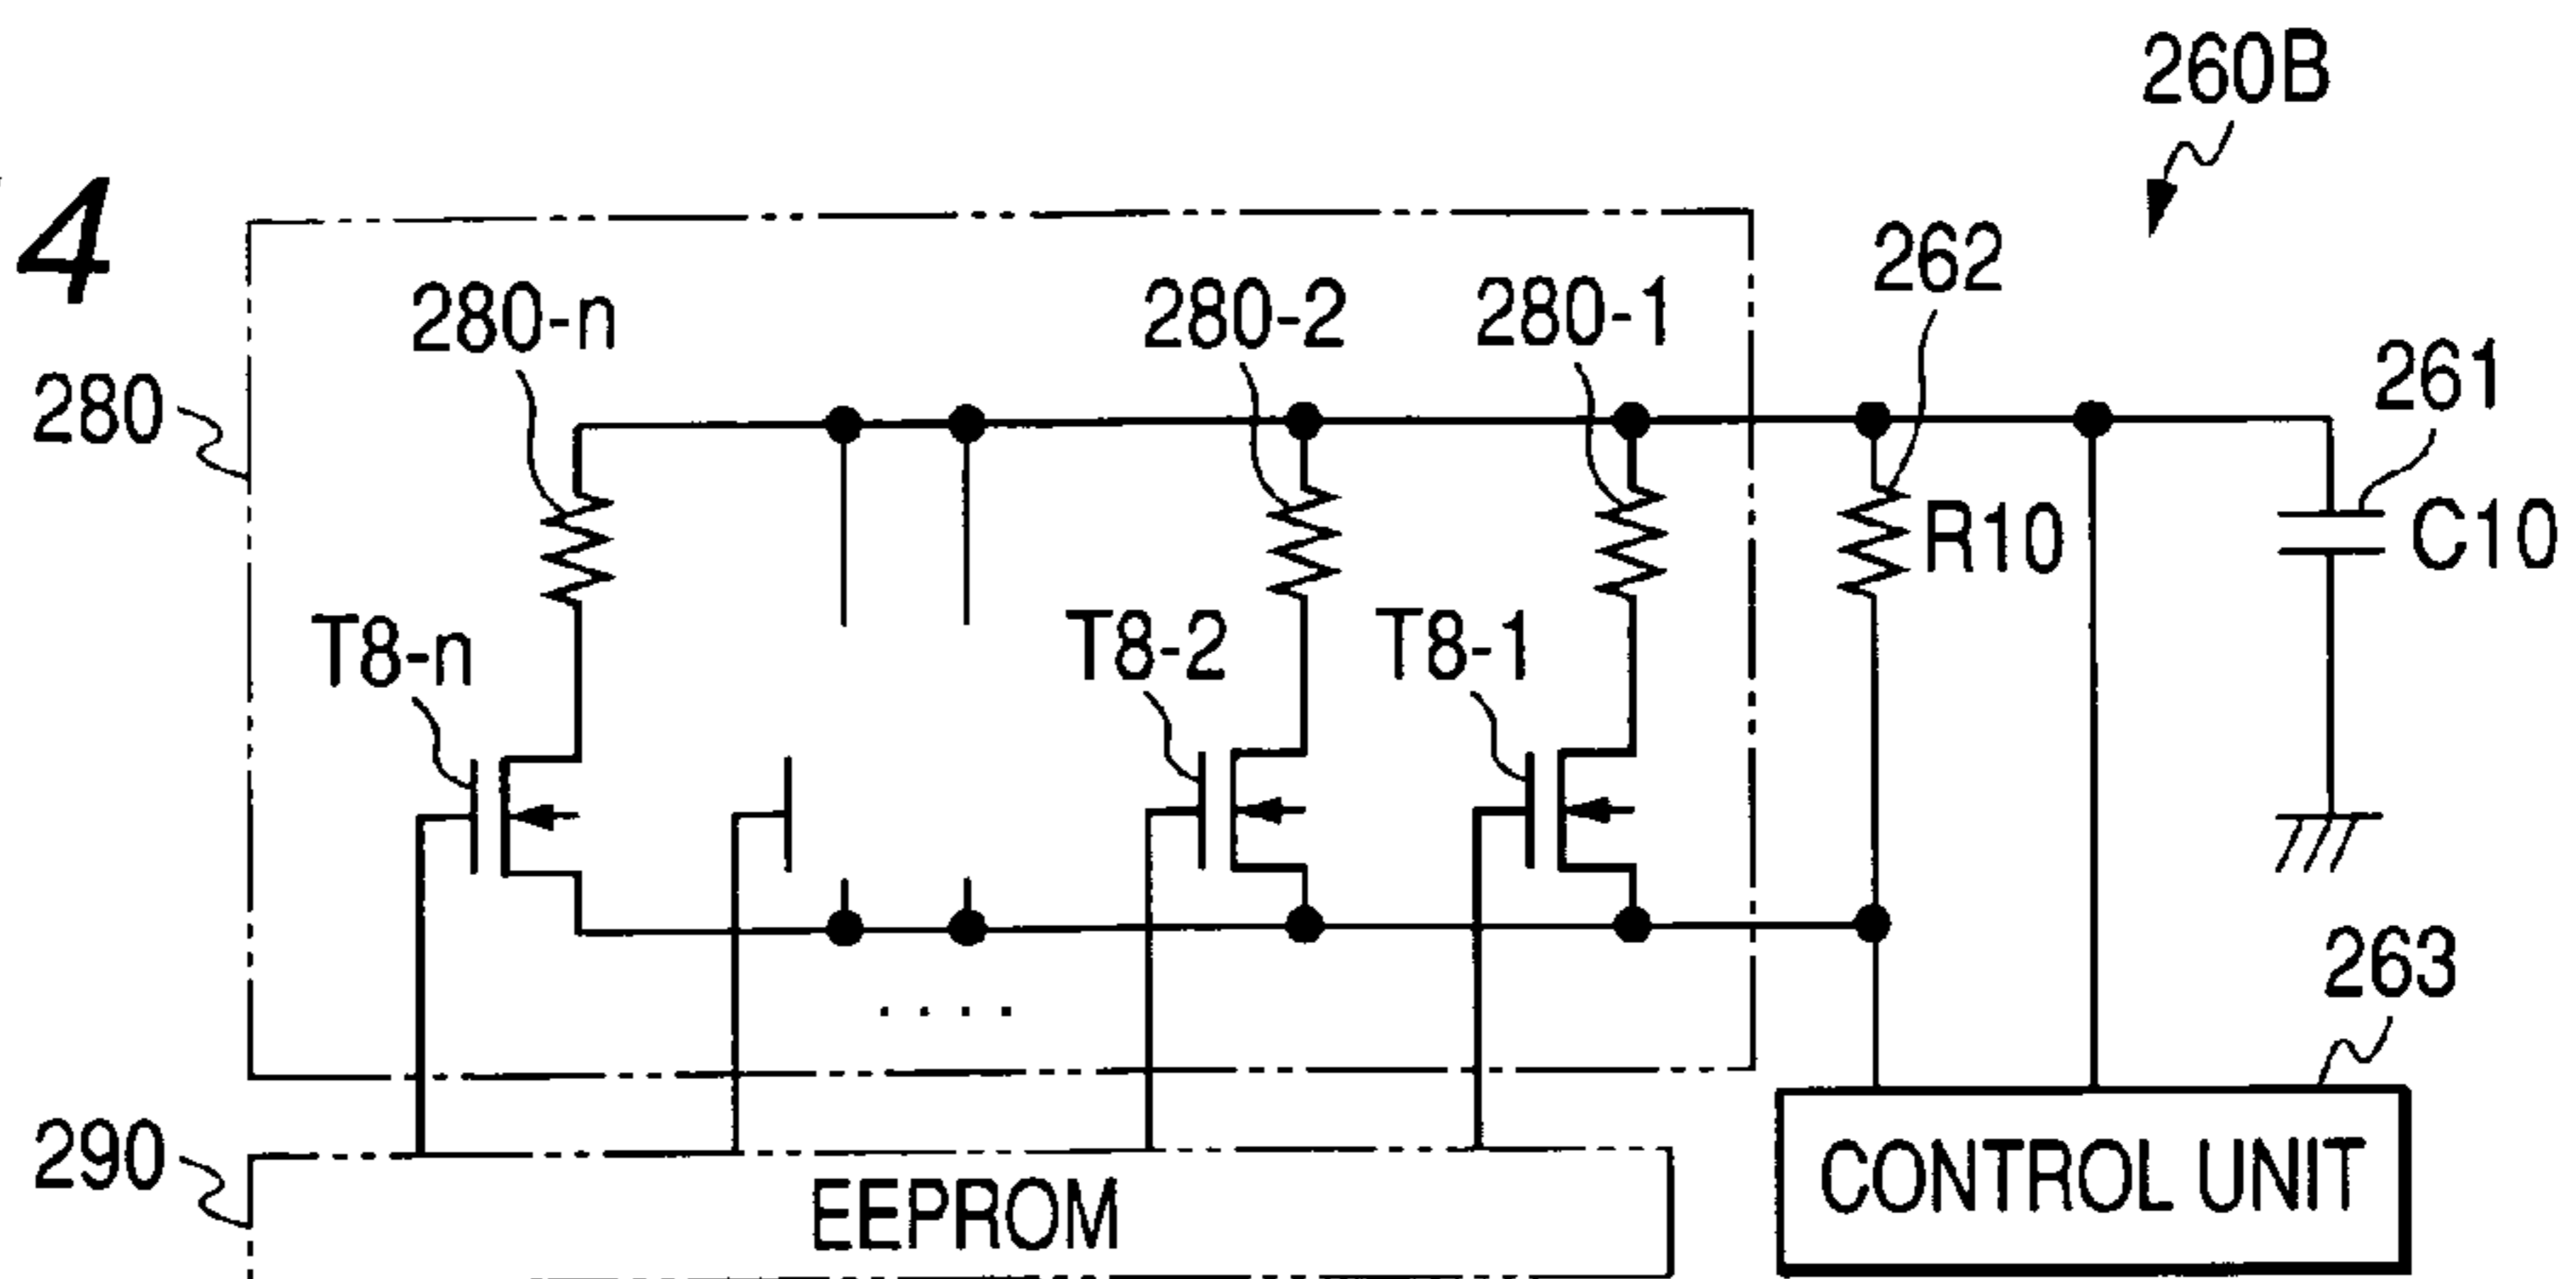 260B
4
262
280-n
280-2
280-1
261
280
R10
C10
T8-n
T8-2
T8-1
....
263
290
EEPROM
CONTROL UNIT